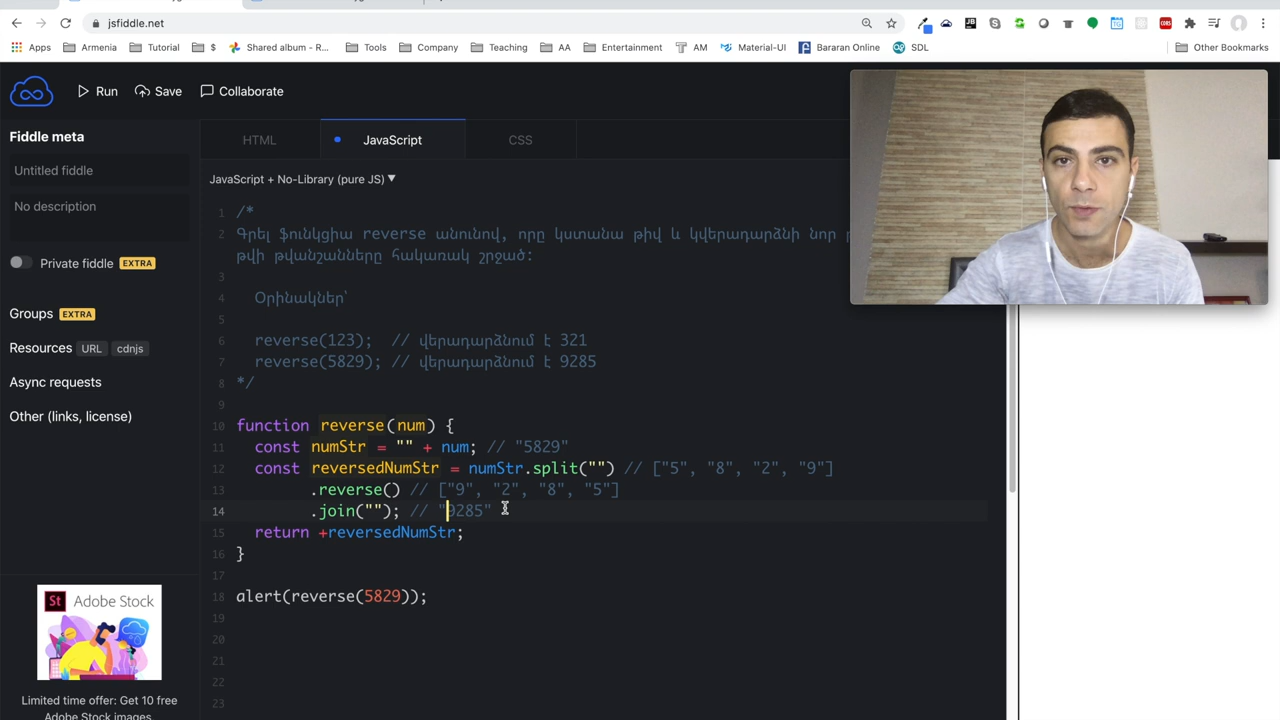 jsfiddle.net
Apps Armenia Tutorial $ Shared album - R... Tools Company Teaching AA Entertainment AM Material-UI Bararan Online SDL Other Bookmarks
Run Save Collaborate
Fiddle meta
Untitled fiddle
No description
Private fiddle EXTRA
Groups EXTRA
Resources URL cdnjs
Async requests
Other (links, license)
St Adobe Stock
Limited time offer: Get 10 free
Adobe Stock images
HTML JavaScript CSS
JavaScript + No-Library (pure JS)
1 /*
2 Գրել ֆունկցիա reverse անունով, որը կստանա թիվ և կվերադարձնի նոր
թվի թվանշանները հակառակ շրջած:
3
4 Օրինակներ՝
5
6 reverse(123); // վերադարձնում է 321
7 reverse(5829); // վերադարձնում է 9285
8 */
9
10 function reverse(num) {
11 const numStr = "" + num; // "5829"
12 const reversedNumStr = numStr.split("") // ["5", "8", "2", "9"]
13 .reverse() // ["9", "2", "8", "5"]
14 .join(""); // "9285"
15 return +reversedNumStr;
16 }
17
18 alert(reverse(5829));
19
20
21
22
23